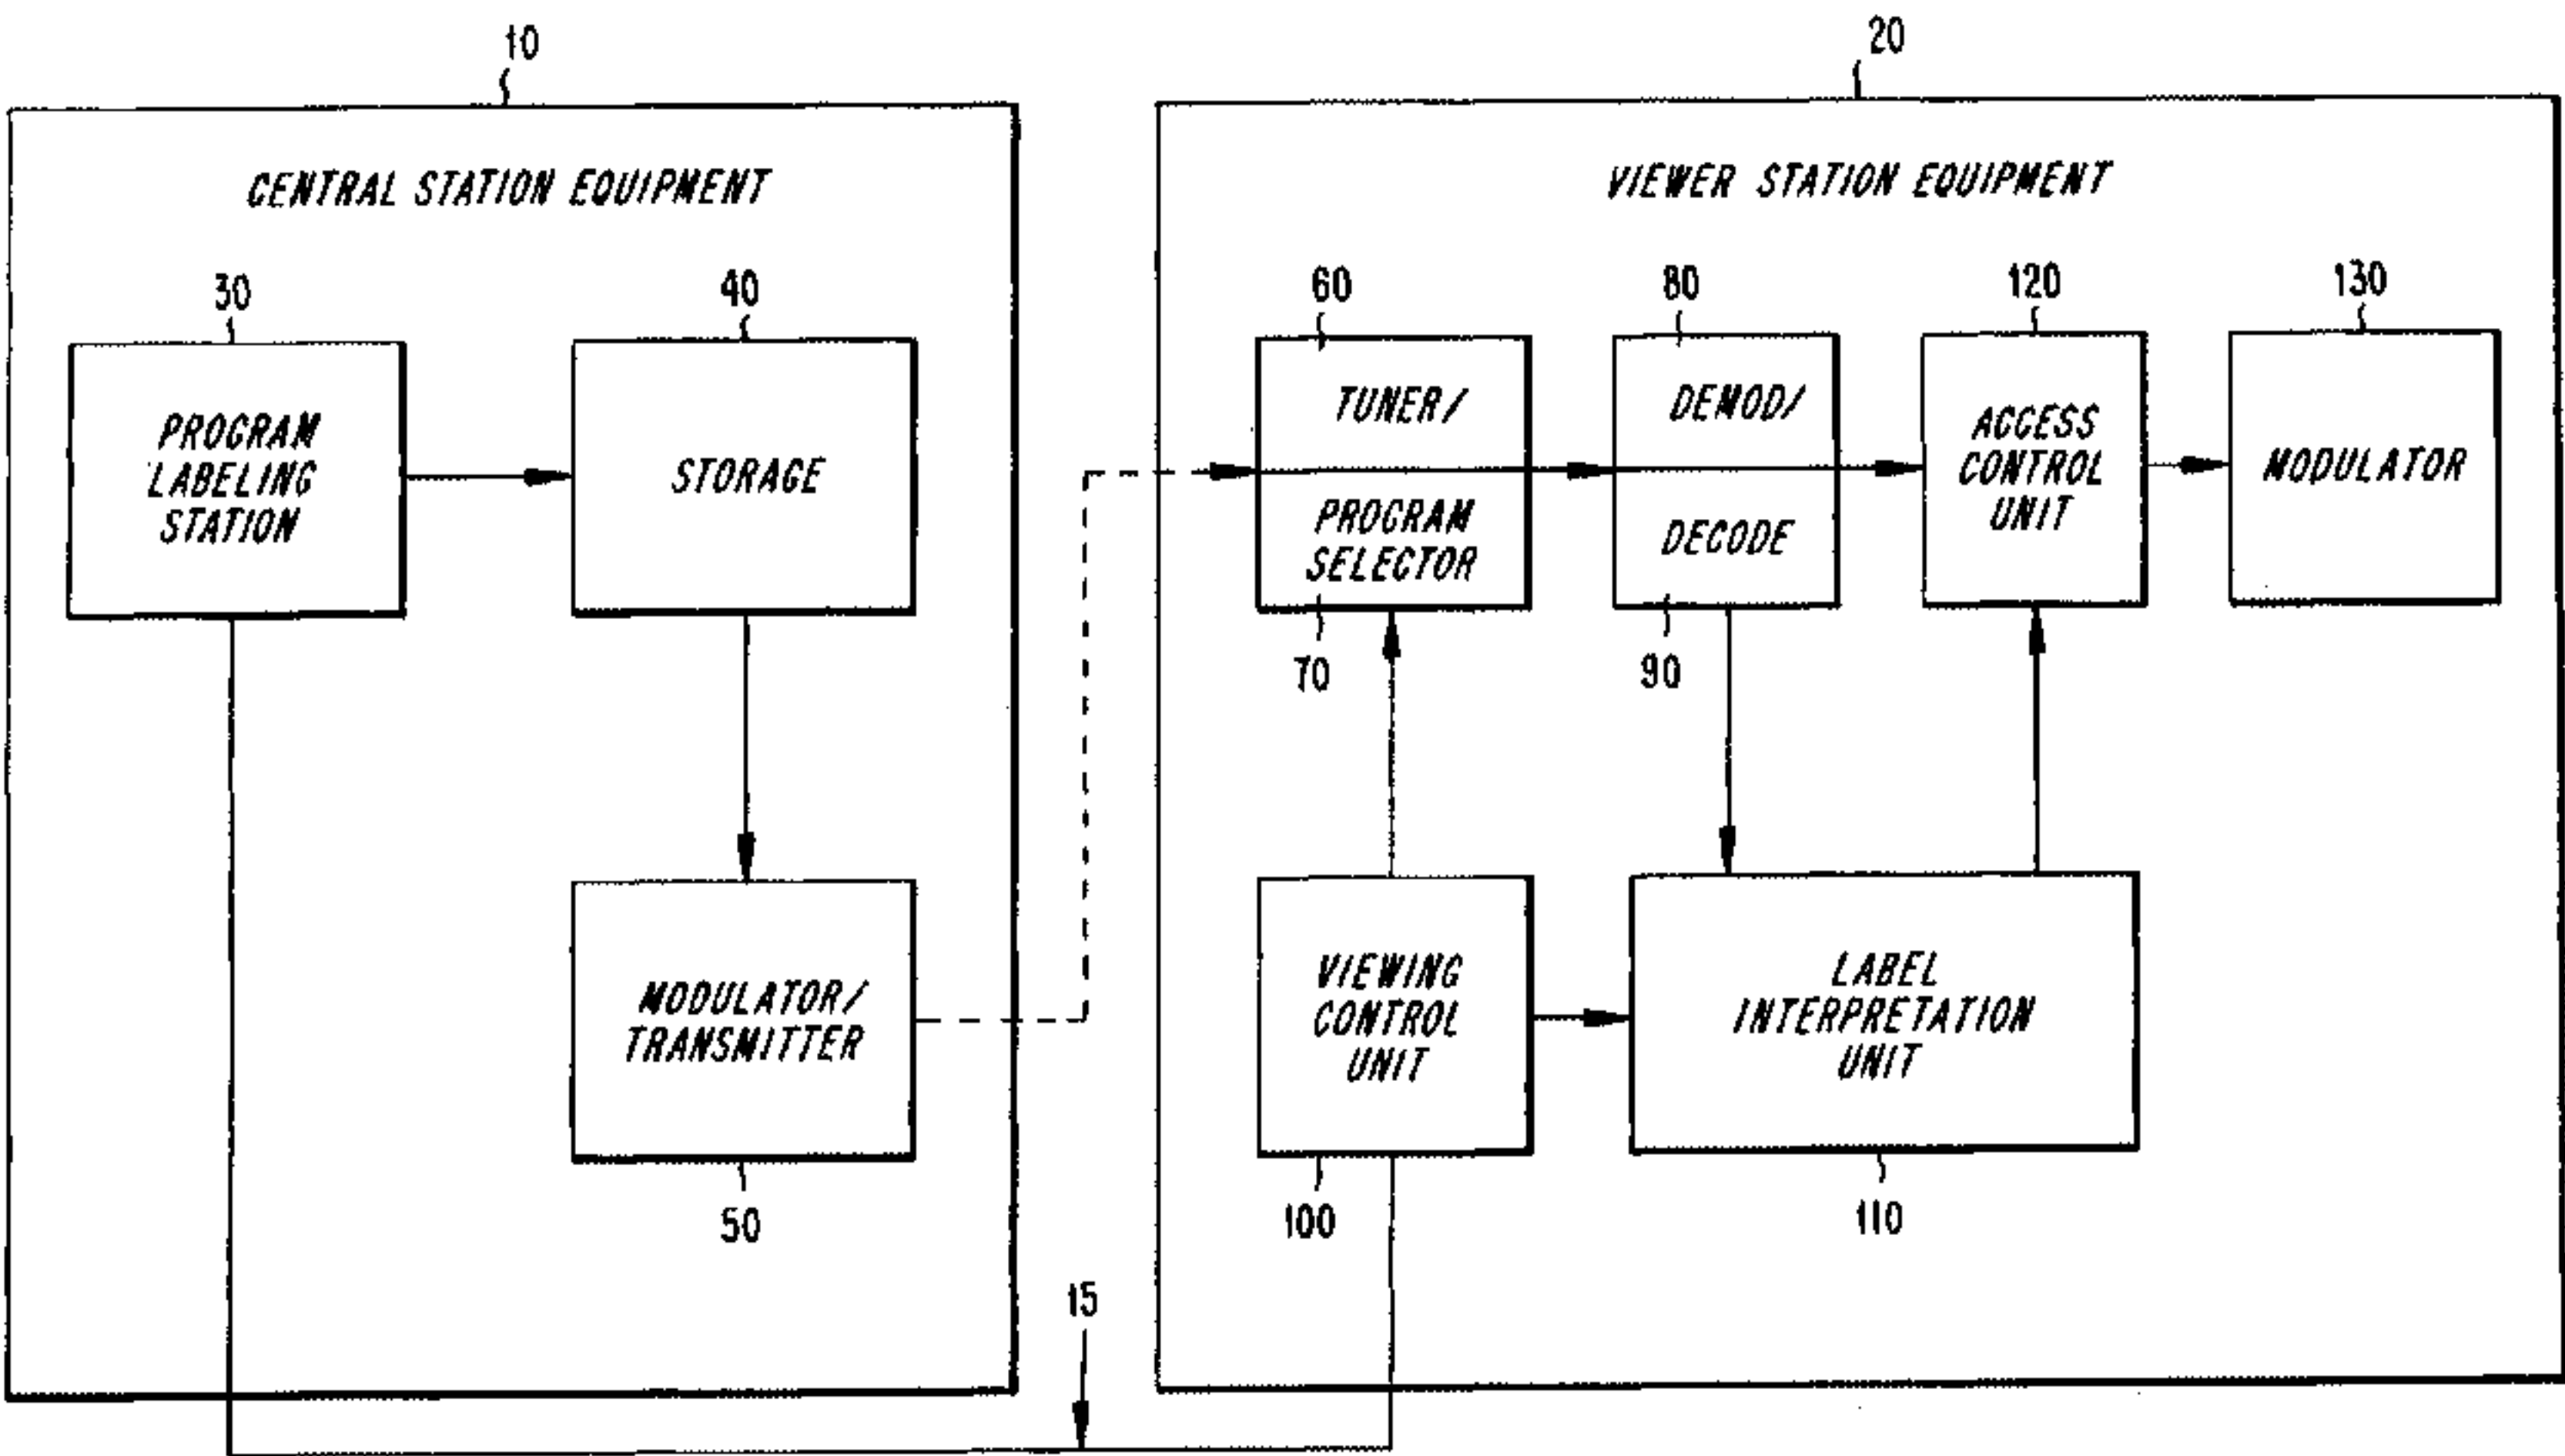 10
20
CENTRAL STATION EQUIPMENT
VIEWER STATION EQUIPMENT
30
40
60
80
120
130
PROGRAM
LABELING
STATION
STORAGE
TUNER/
PROGRAM
SELECTOR
DEMOD/
DECODE
ACCESS
CONTROL
UNIT
MODULATOR
70
90
MODULATOR/
TRANSMITTER
VIEWING
CONTROL
UNIT
LABEL
INTERPRETATION
UNIT
50
100
110
15